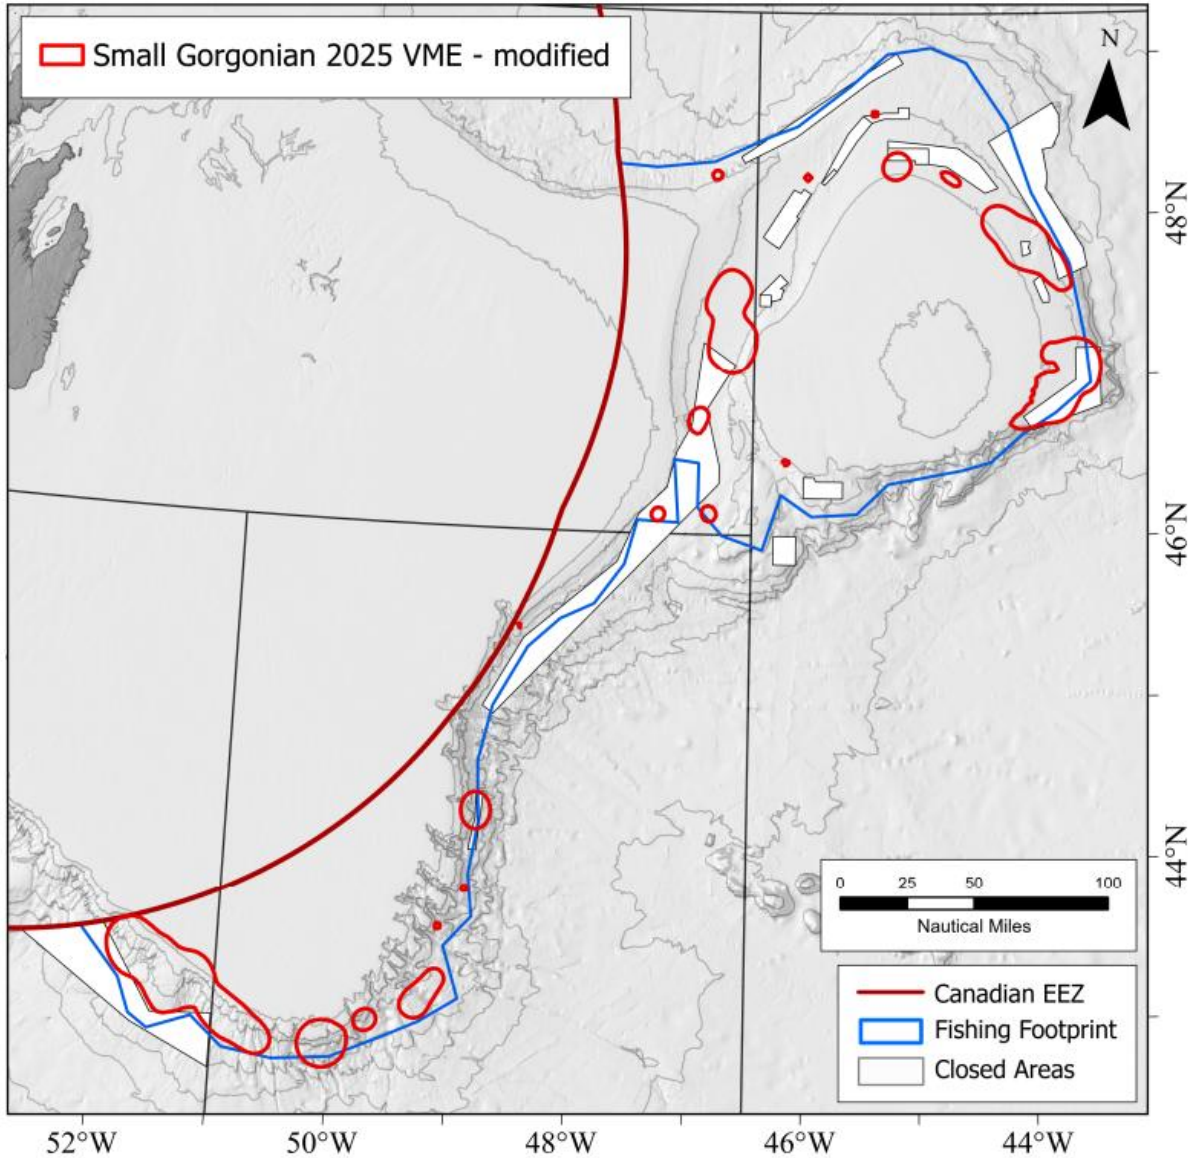 Small Gorgonian 2025 VME - modified
N
48°N
46°N
44°N
0 25 50 100
Nautical Miles
Canadian EEZ
Fishing Footprint
Closed Areas
52°W 50°W 48°W 46°W 44°W